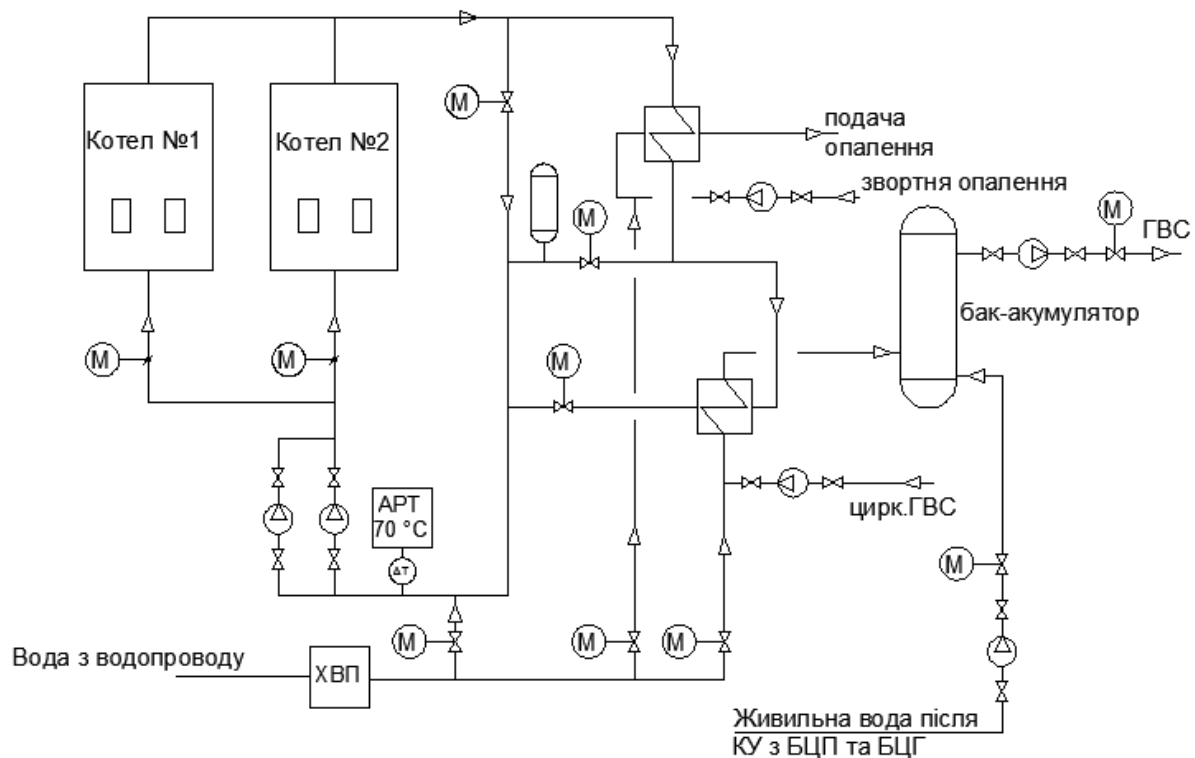 M
подача
опалення
Котел №1
Котел №2
звортня опалення
M
M
ГВС
бак-акумулятор
M
M
M
АРТ
70 °С
цирк.ГВС
ΔT
M
M
M
M
Вода з водопроводу
ХВП
Живильна вода після
КУ з БЦП та БЦГ